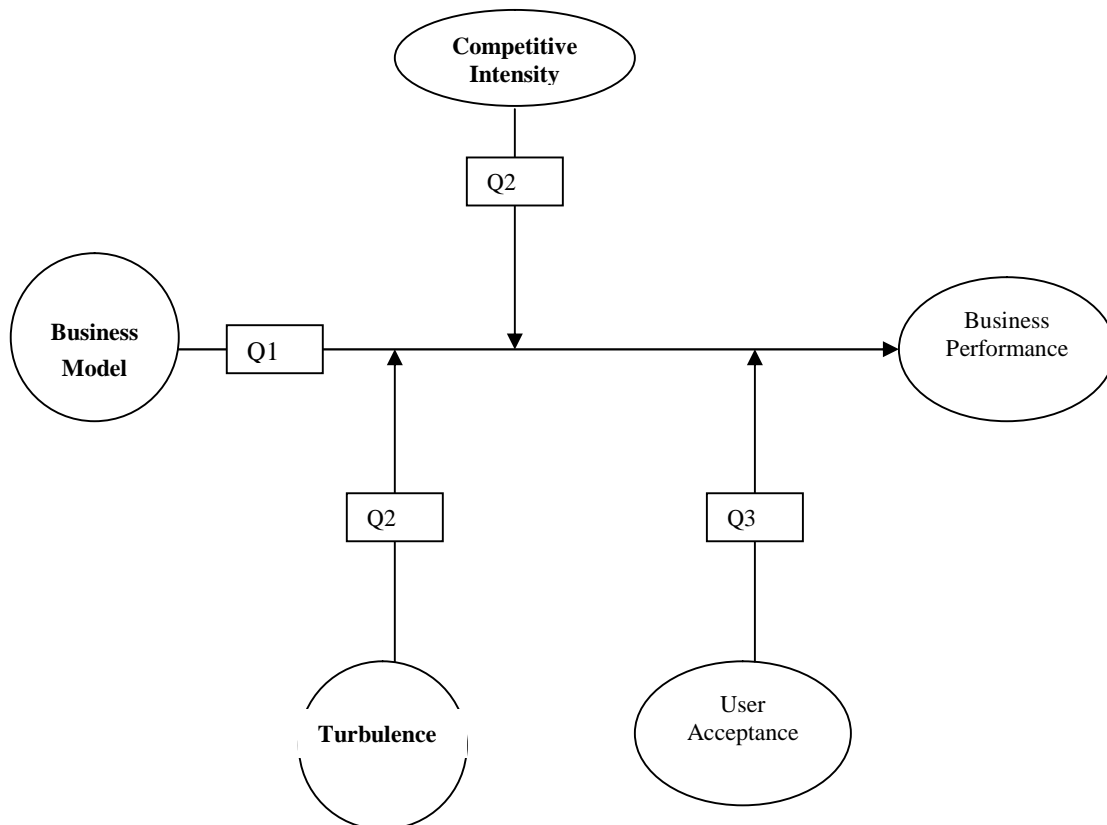 Competitive
Intensity
Q2
Business
Model
Q1
Business
Performance
Q2
Q3
Turbulence
User
Acceptance